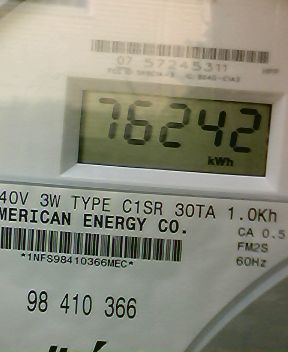 07 57245311
76242
kWh
40V 3W TYPE C1SR 30TA 1.0Kh
MERICAN ENERGY CO.
CA 0.5
FM2S
60Hz
*1NFS98410366MEC*
98 410 366